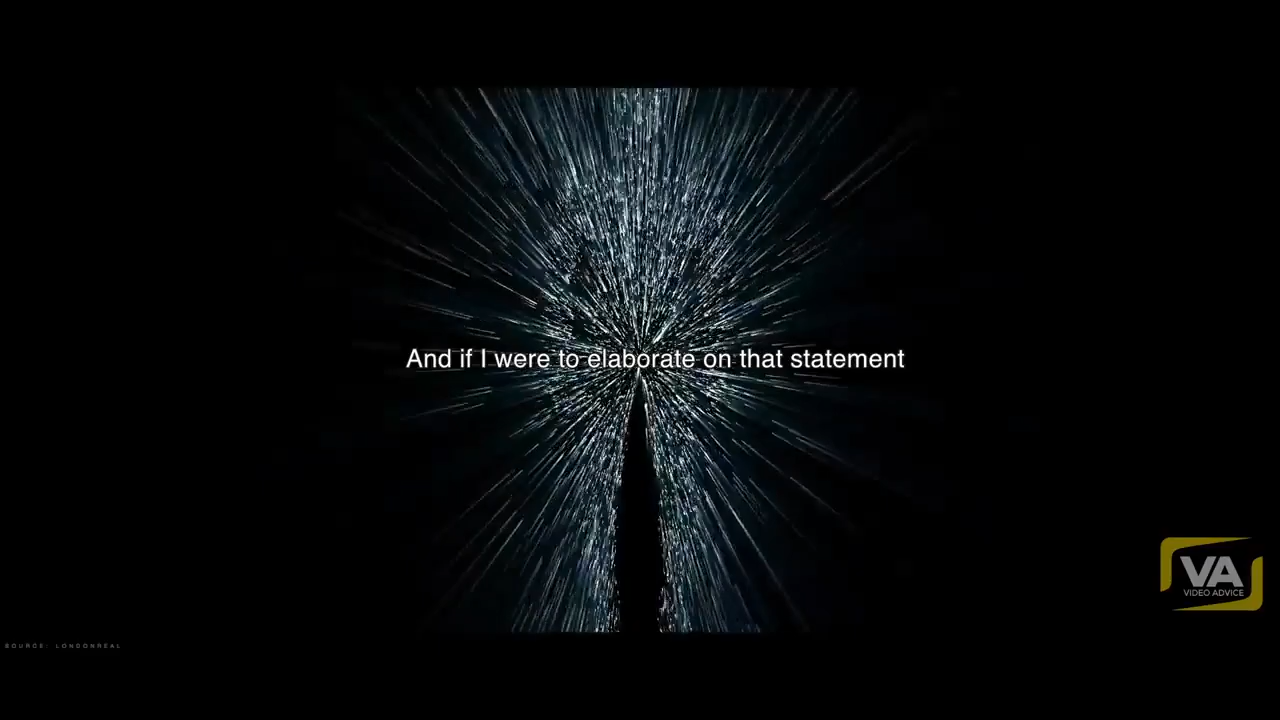 And if I were to elaborate on that statement
VA
VIDEO ADVICE
SOURCE: LONDONREAL